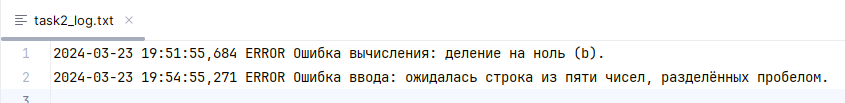 task2_log.txt
1 2024-03-23 19:51:55,684 ERROR Ошибка вычисления: деление на ноль (b).
2 2024-03-23 19:54:55,271 ERROR Ошибка ввода: ожидалась строка из пяти чисел, разделённых пробелом.
3